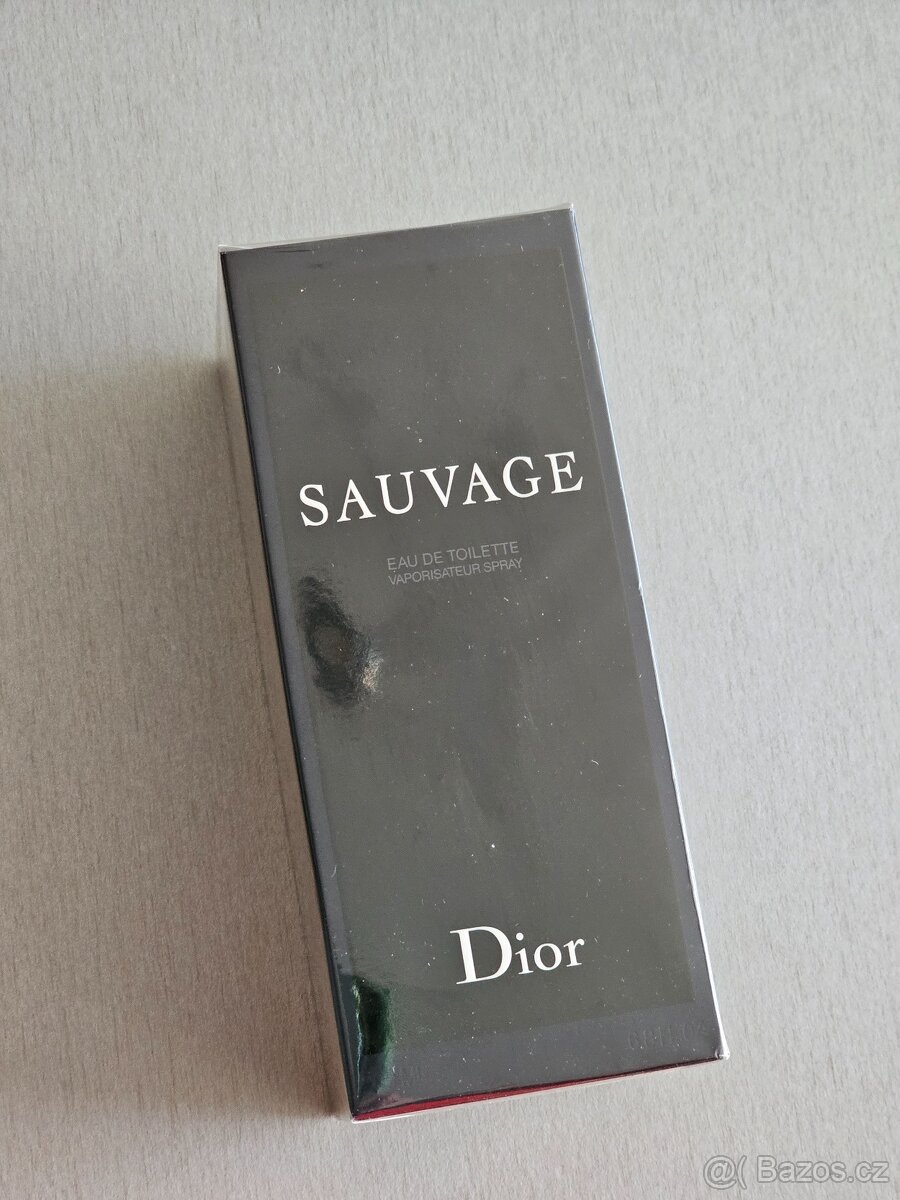 SAUVAGE
EAU DE TOILETTE
VAPORISATEUR SPRAY
Dior
@( Bazos.cz